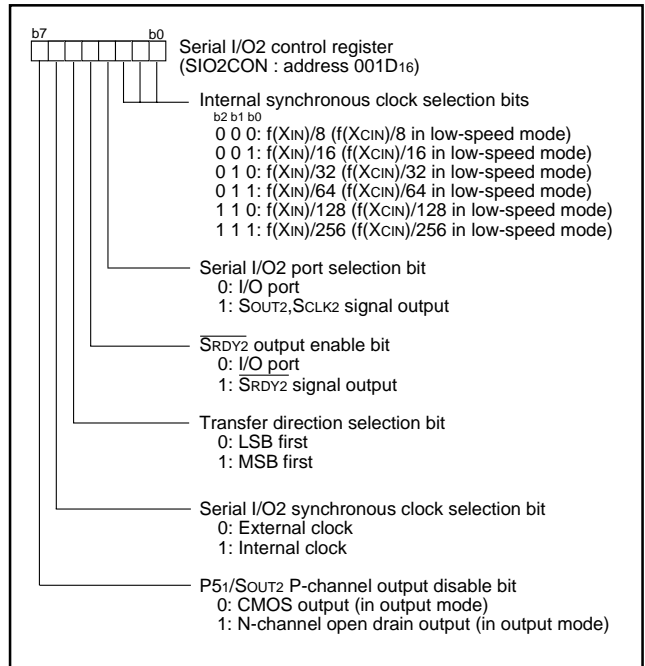 b7 b0
Serial I/O2 control register
(SIO2CON : address 001D16)
Internal synchronous clock selection bits
b2 b1 b0
0 0 0: f(XIN)/8 (f(XCIN)/8 in low-speed mode)
0 0 1: f(XIN)/16 (f(XCIN)/16 in low-speed mode)
0 1 0: f(XIN)/32 (f(XCIN)/32 in low-speed mode)
0 1 1: f(XIN)/64 (f(XCIN)/64 in low-speed mode)
1 1 0: f(XIN)/128 (f(XCIN)/128 in low-speed mode)
1 1 1: f(XIN)/256 (f(XCIN)/256 in low-speed mode)
Serial I/O2 port selection bit
0: I/O port
1: SOUT2,SCLK2 signal output
SRDY2 output enable bit
0: I/O port
1: SRDY2 signal output
Transfer direction selection bit
0: LSB first
1: MSB first
Serial I/O2 synchronous clock selection bit
0: External clock
1: Internal clock
P51/SOUT2 P-channel output disable bit
0: CMOS output (in output mode)
1: N-channel open drain output (in output mode)